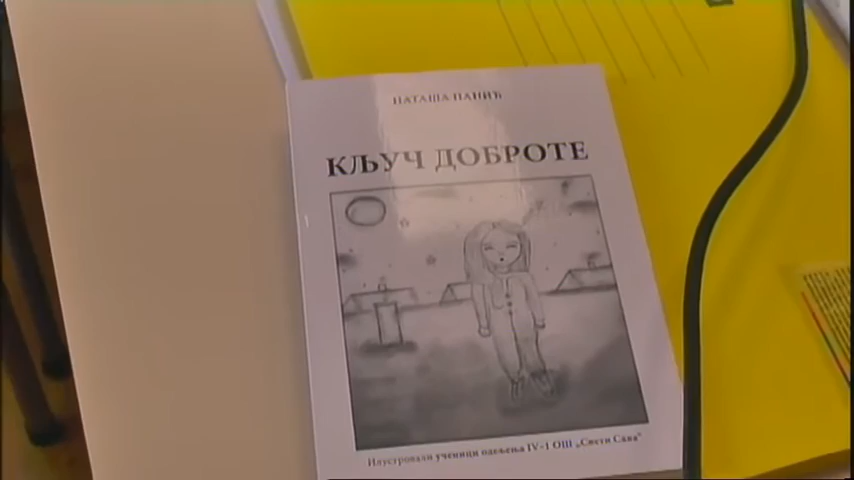 НАТАША ПАНИЋ
КЉУЧ ДОБРОТЕ
Илустровали ученици одељења IV-1 ОШ „Свети Сава"